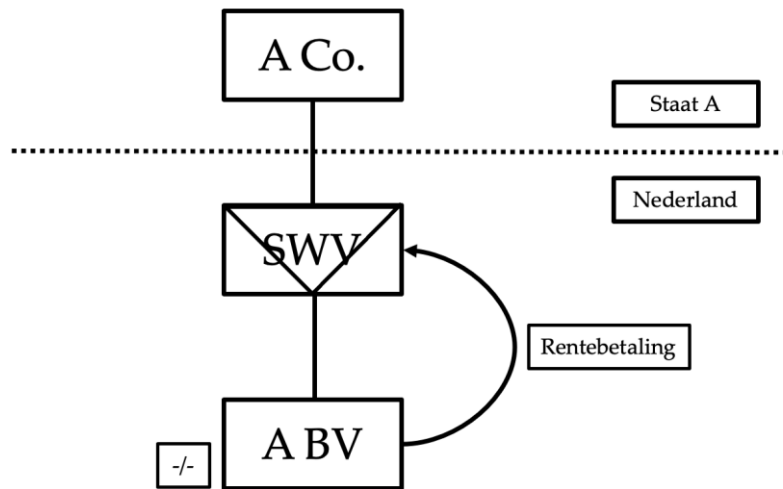 A Co.
Staat A
Nederland
SWV
Rentebetaling
A BV
-/-